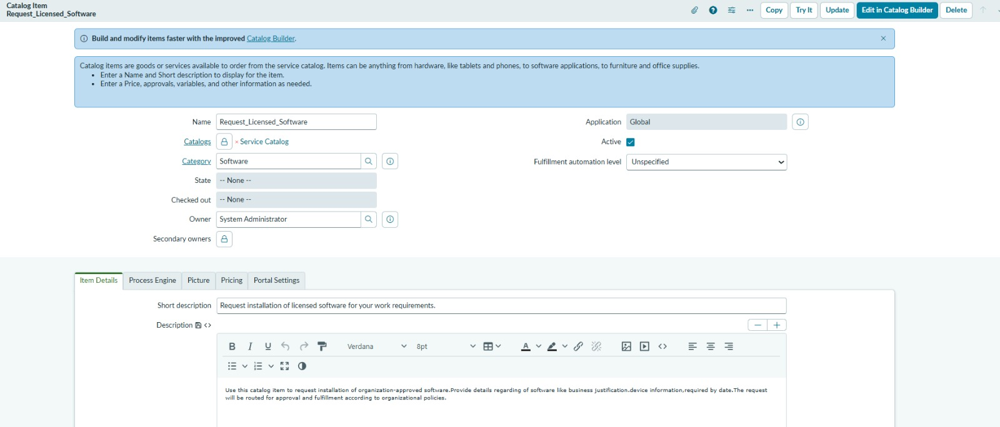 Catalog Item
Request_Licensed_Software
Copy
Try It
Update
Edit in Catalog Builder
Delete
Build and modify items faster with the improved Catalog Builder.
Catalog items are goods or services available to order from the service catalog. Items can be anything from hardware, like tablets and phones, to software applications, to furniture and office supplies.
• Enter a Name and Short description to display for the item.
• Enter a Price, approvals, variables, and other information as needed.
Name Request_Licensed_Software
Application Global
Catalogs × Service Catalog
Active
Category Software
Fulfillment automation level Unspecified
State -- None --
Checked out -- None --
Owner System Administrator
Secondary owners
Item Details Process Engine Picture Pricing Portal Settings
Short description Request installation of licensed software for your work requirements.
Description
B I U Verdana 8pt A
Use this catalog item to request installation of organization-approved software.Provide details regarding of software like business justification.device information,required by date.The request
will be routed for approval and fulfillment according to organizational policies.